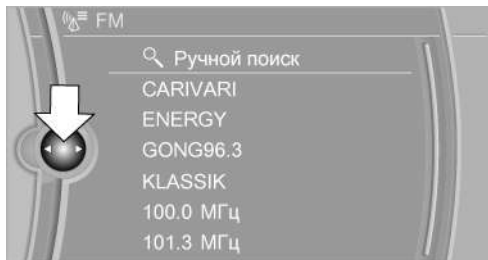 FM
Ручной поиск
CARIVARI
ENERGY
GONG96.3
KLASSIK
100.0 МГц
101.3 МГц